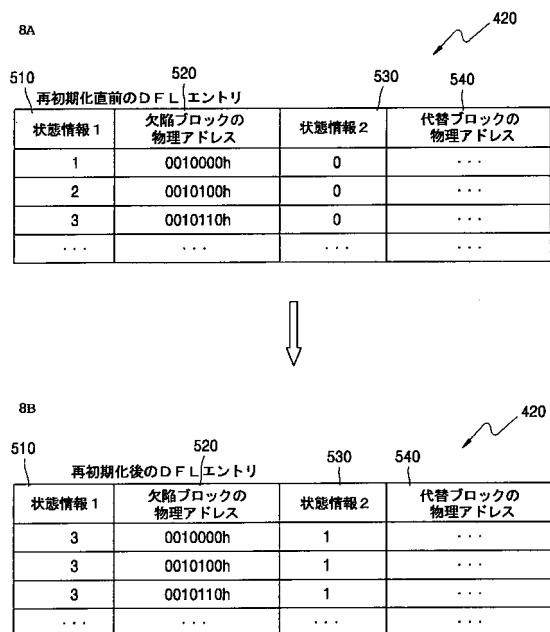 8A
420
510
520
530
540
再初期化直前のDFLエントリ
状態情報1 欠陥ブロックの物理アドレス 状態情報2 代替ブロックの物理アドレス
1 0010000h 0 ···
2 0010100h 0 ···
3 0010110h 0 ···
··· ··· ··· ···
8B
420
510
520
530
540
再初期化後のDFLエントリ
状態情報1 欠陥ブロックの物理アドレス 状態情報2 代替ブロックの物理アドレス
3 0010000h 1 ···
3 0010100h 1 ···
3 0010110h 1 ···
··· ··· ··· ···